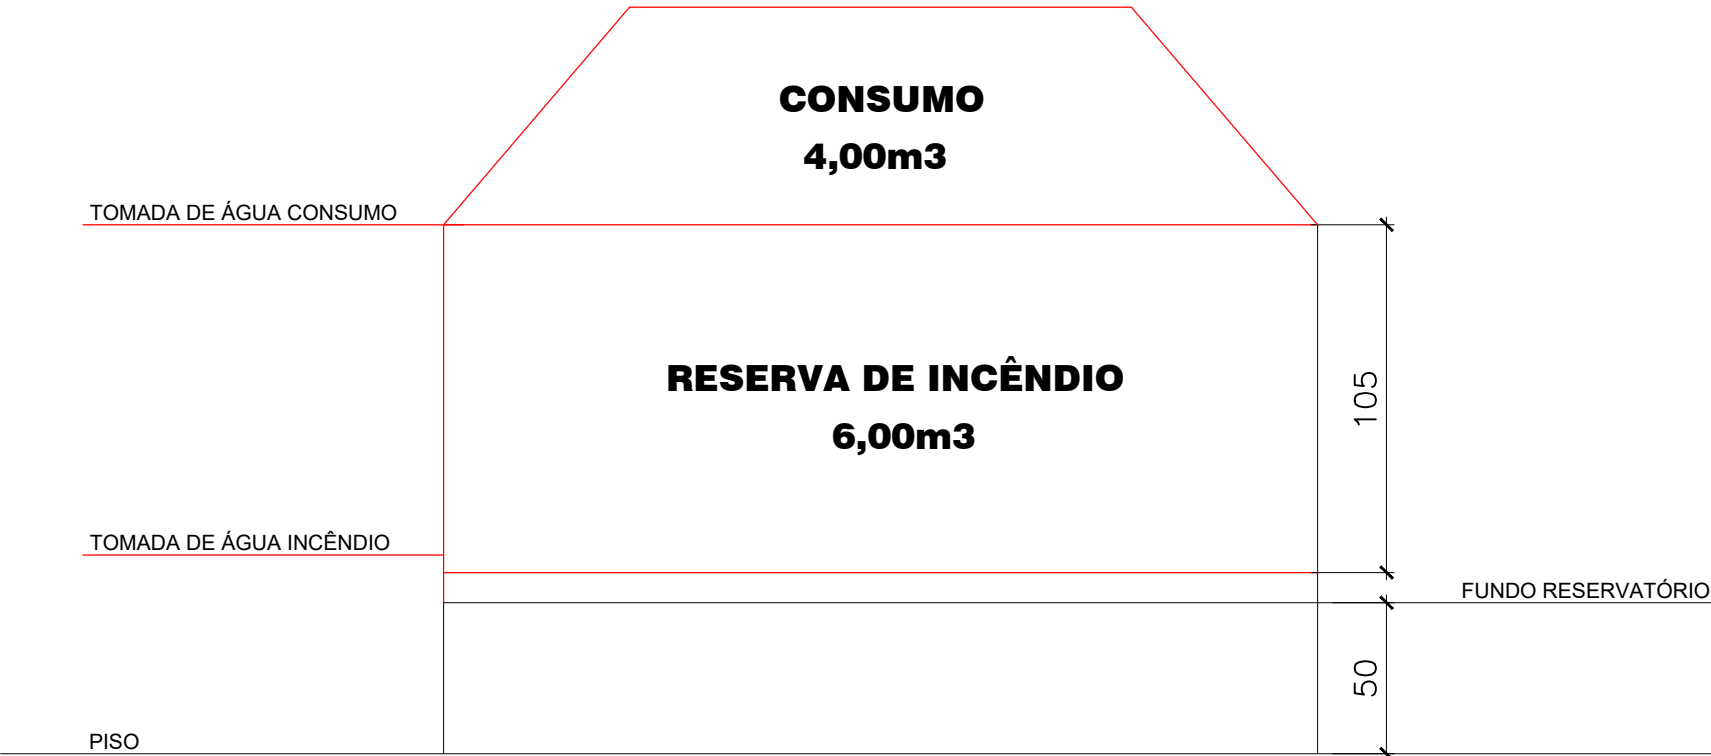 CONSUMO
4,00m3
TOMADA DE ÁGUA CONSUMO
RESERVA DE INCÊNDIO
6,00m3
105
TOMADA DE ÁGUA INCÊNDIO
FUNDO RESERVATÓRIO
50
PISO